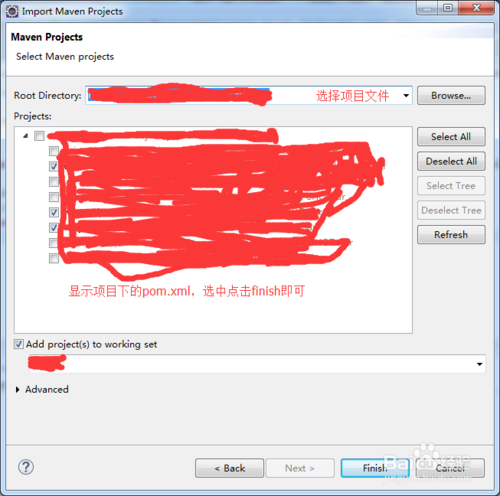 Import Maven Projects
Maven Projects
Select Maven projects
Root Directory:
选择项目文件
Browse...
Projects:
Select All
Deselect All
Select Tree
Deselect Tree
Refresh
显示项目下的pom.xml，选中点击finish即可
Add project(s) to working set
Advanced
< Back
Next >
Finish
Cancel